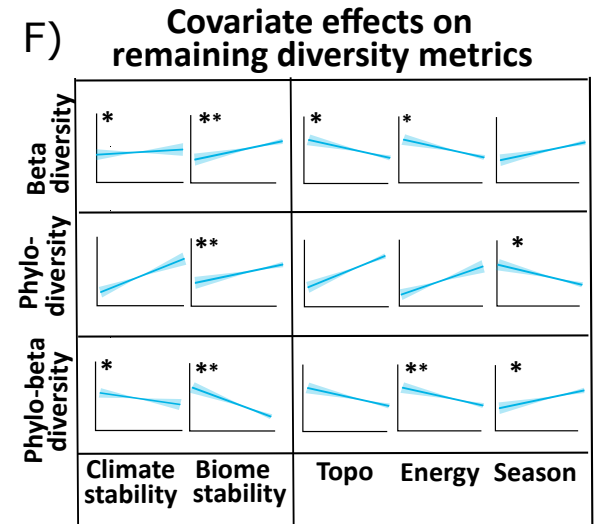 F)
Covariate effects on
remaining diversity metrics
Beta
diversity
* ** * *
Phylo-
diversity
** *
Phylo-beta
diversity
* ** ** *
Climate
stability
Biome
stability
Topo
Energy
Season